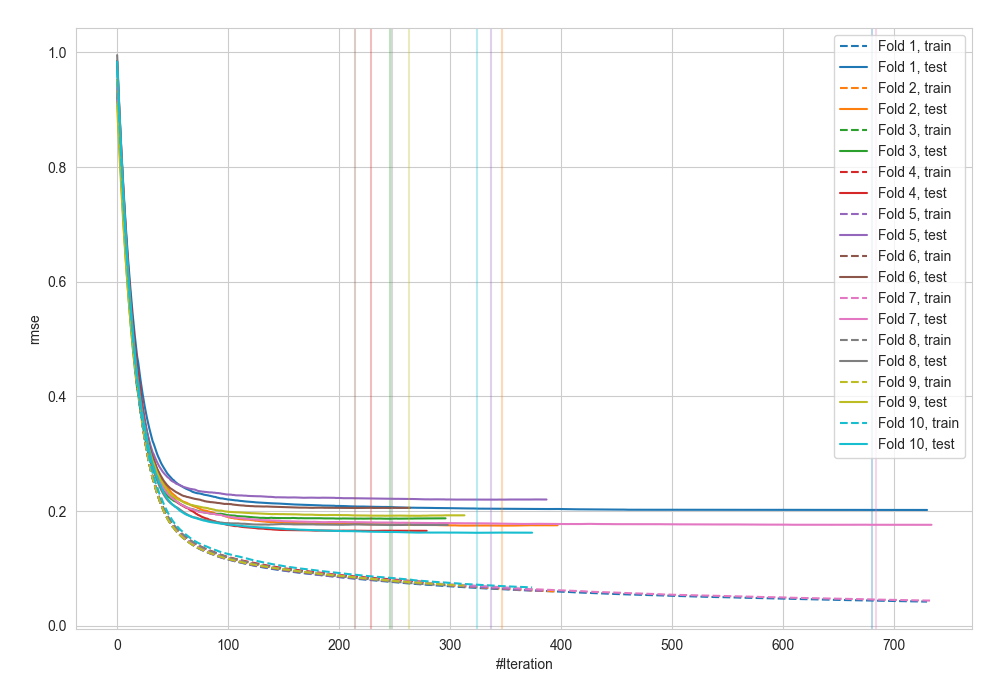 1.0
0.8
0.6
0.4
0.2
0.0
rmse
0
100
200
300
400
500
600
700
#Iteration
Fold 1, train
Fold 1, test
Fold 2, train
Fold 2, test
Fold 3, train
Fold 3, test
Fold 4, train
Fold 4, test
Fold 5, train
Fold 5, test
Fold 6, train
Fold 6, test
Fold 7, train
Fold 7, test
Fold 8, train
Fold 8, test
Fold 9, train
Fold 9, test
Fold 10, train
Fold 10, test